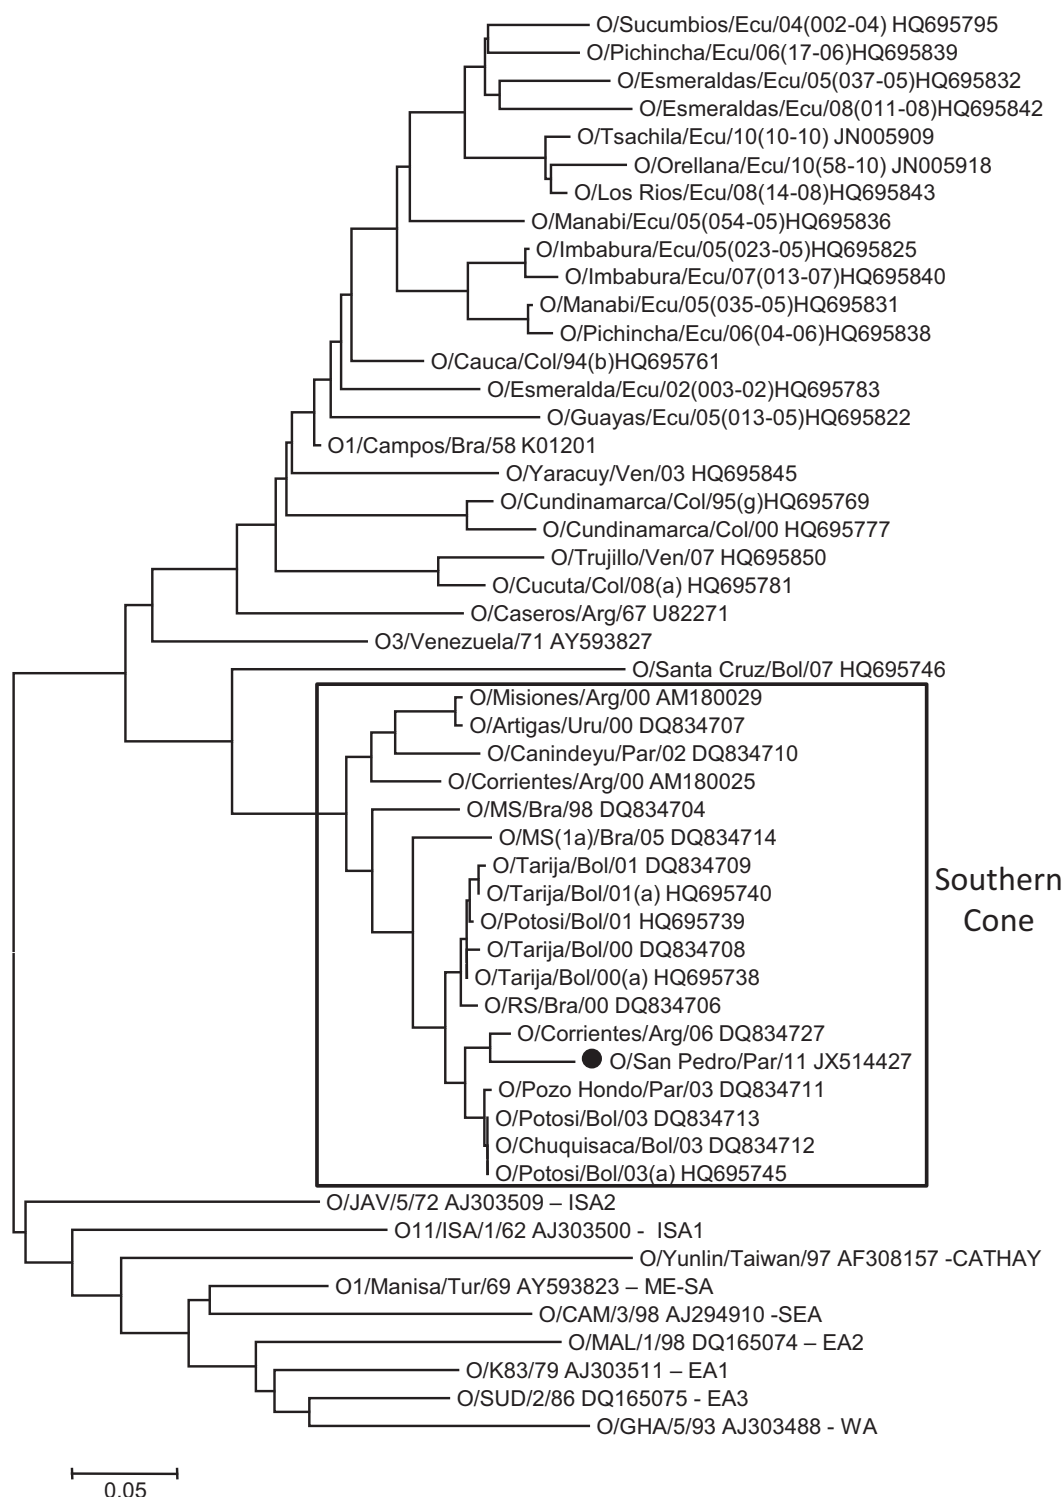 O/Sucumbios/Ecu/04(002-04) HQ695795
O/Pichincha/Ecu/06(17-06)HQ695839
O/Esmeraldas/Ecu/05(037-05)HQ695832
O/Esmeraldas/Ecu/08(011-08)HQ695842
O/Tsachila/Ecu/10(10-10) JN005909
O/Orellana/Ecu/10(58-10) JN005918
O/Los Rios/Ecu/08(14-08)HQ695843
O/Manabi/Ecu/05(054-05)HQ695836
O/Imbabura/Ecu/05(023-05)HQ695825
O/Imbabura/Ecu/07(013-07)HQ695840
O/Manabi/Ecu/05(035-05)HQ695831
O/Pichincha/Ecu/06(04-06)HQ695838
O/Cauca/Col/94(b)HQ695761
O/Esmeralda/Ecu/02(003-02)HQ695783
O/Guayas/Ecu/05(013-05)HQ695822
O1/Campos/Bra/58 K01201
O/Yaracuy/Ven/03 HQ695845
O/Cundinamarca/Col/95(g)HQ695769
O/Cundinamarca/Col/00 HQ695777
O/Trujillo/Ven/07 HQ695850
O/Cucuta/Col/08(a) HQ695781
O/Caseros/Arg/67 U82271
O3/Venezuela/71 AY593827
O/Santa Cruz/Bol/07 HQ695746
O/Misiones/Arg/00 AM180029
O/Artigas/Uru/00 DQ834707
O/Canindeyu/Par/02 DQ834710
O/Corrientes/Arg/00 AM180025
O/MS/Bra/98 DQ834704
O/MS(1a)/Bra/05 DQ834714
O/Tarija/Bol/01 DQ834709
O/Tarija/Bol/01(a) HQ695740
O/Potosi/Bol/01 HQ695739
O/Tarija/Bol/00 DQ834708
O/Tarija/Bol/00(a) HQ695738
O/RS/Bra/00 DQ834706
O/Corrientes/Arg/06 DQ834727
O/San Pedro/Par/11 JX514427
O/Pozo Hondo/Par/03 DQ834711
O/Potosi/Bol/03 DQ834713
O/Chuquisaca/Bol/03 DQ834712
O/Potosi/Bol/03(a) HQ695745
Southern
Cone
O/JAV/5/72 AJ303509 – ISA2
O11/ISA/1/62 AJ303500 - ISA1
O/Yunlin/Taiwan/97 AF308157 -CATHAY
O1/Manisa/Tur/69 AY593823 – ME-SA
O/CAM/3/98 AJ294910 -SEA
O/MAL/1/98 DQ165074 – EA2
O/K83/79 AJ303511 – EA1
O/SUD/2/86 DQ165075 - EA3
O/GHA/5/93 AJ303488 - WA
0.05